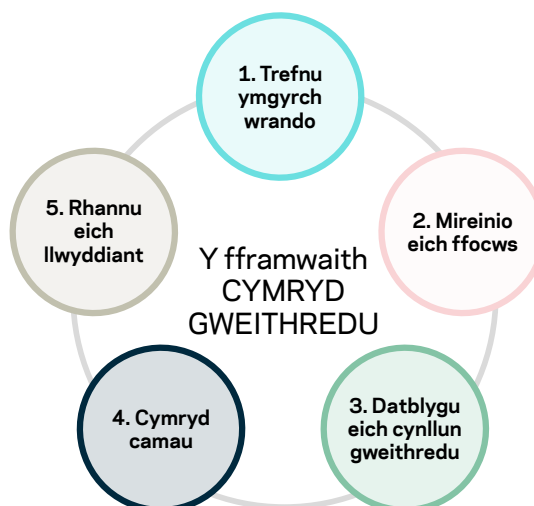 1. Trefnu
ymgyrch
wrando
2. Mireinio
eich ffocws
3. Datblygu
eich cynllun
gweithredu
4. Cymryd
camau
5. Rhannu
eich
llwyddiant
Y fframwaith
CYMRYD
GWEITHREDU